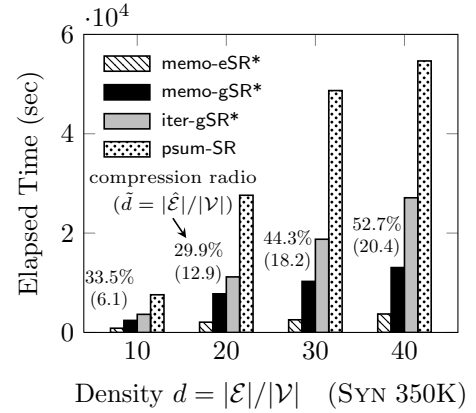 ·10⁴
6
4
2
0
Elapsed Time (sec)
memo-eSR*
memo-gSR*
iter-gSR*
psum-SR
compression radio
(d̃ = |Ê|/|V|)
33.5%
(6.1)
29.9%
(12.9)
44.3%
(18.2)
52.7%
(20.4)
10 20 30 40
Density d = |E|/|V| (SYN 350K)